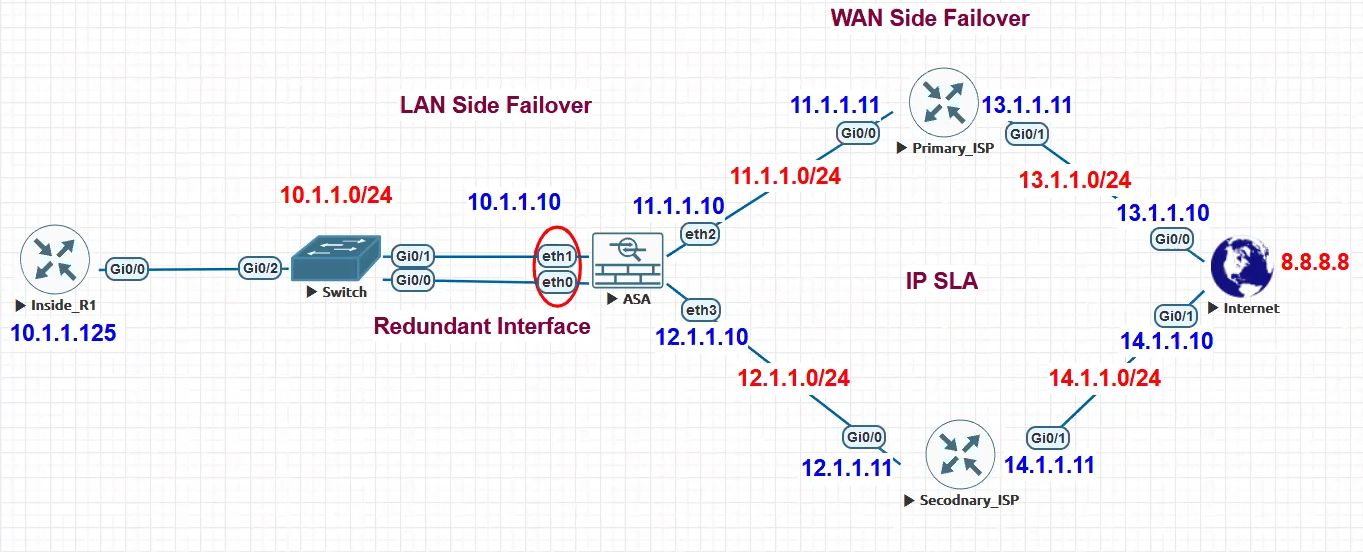 WAN Side Failover
LAN Side Failover
11.1.1.11
13.1.1.11
Gi0/0
Gi0/1
Primary_ISP
11.1.1.0/24
13.1.1.0/24
10.1.1.0/24
10.1.1.10
11.1.1.10
13.1.1.10
eth2
Gi0/0
Gi0/1
eth1
8.8.8.8
Gi0/0
Gi0/2
Gi0/0
eth0
IP SLA
Switch
ASA
Inside_R1
Internet
eth3
Gi0/1
10.1.1.125
Redundant Interface
12.1.1.10
14.1.1.10
12.1.1.0/24
14.1.1.0/24
Gi0/0
Gi0/1
12.1.1.11
14.1.1.11
Secodnary_ISP